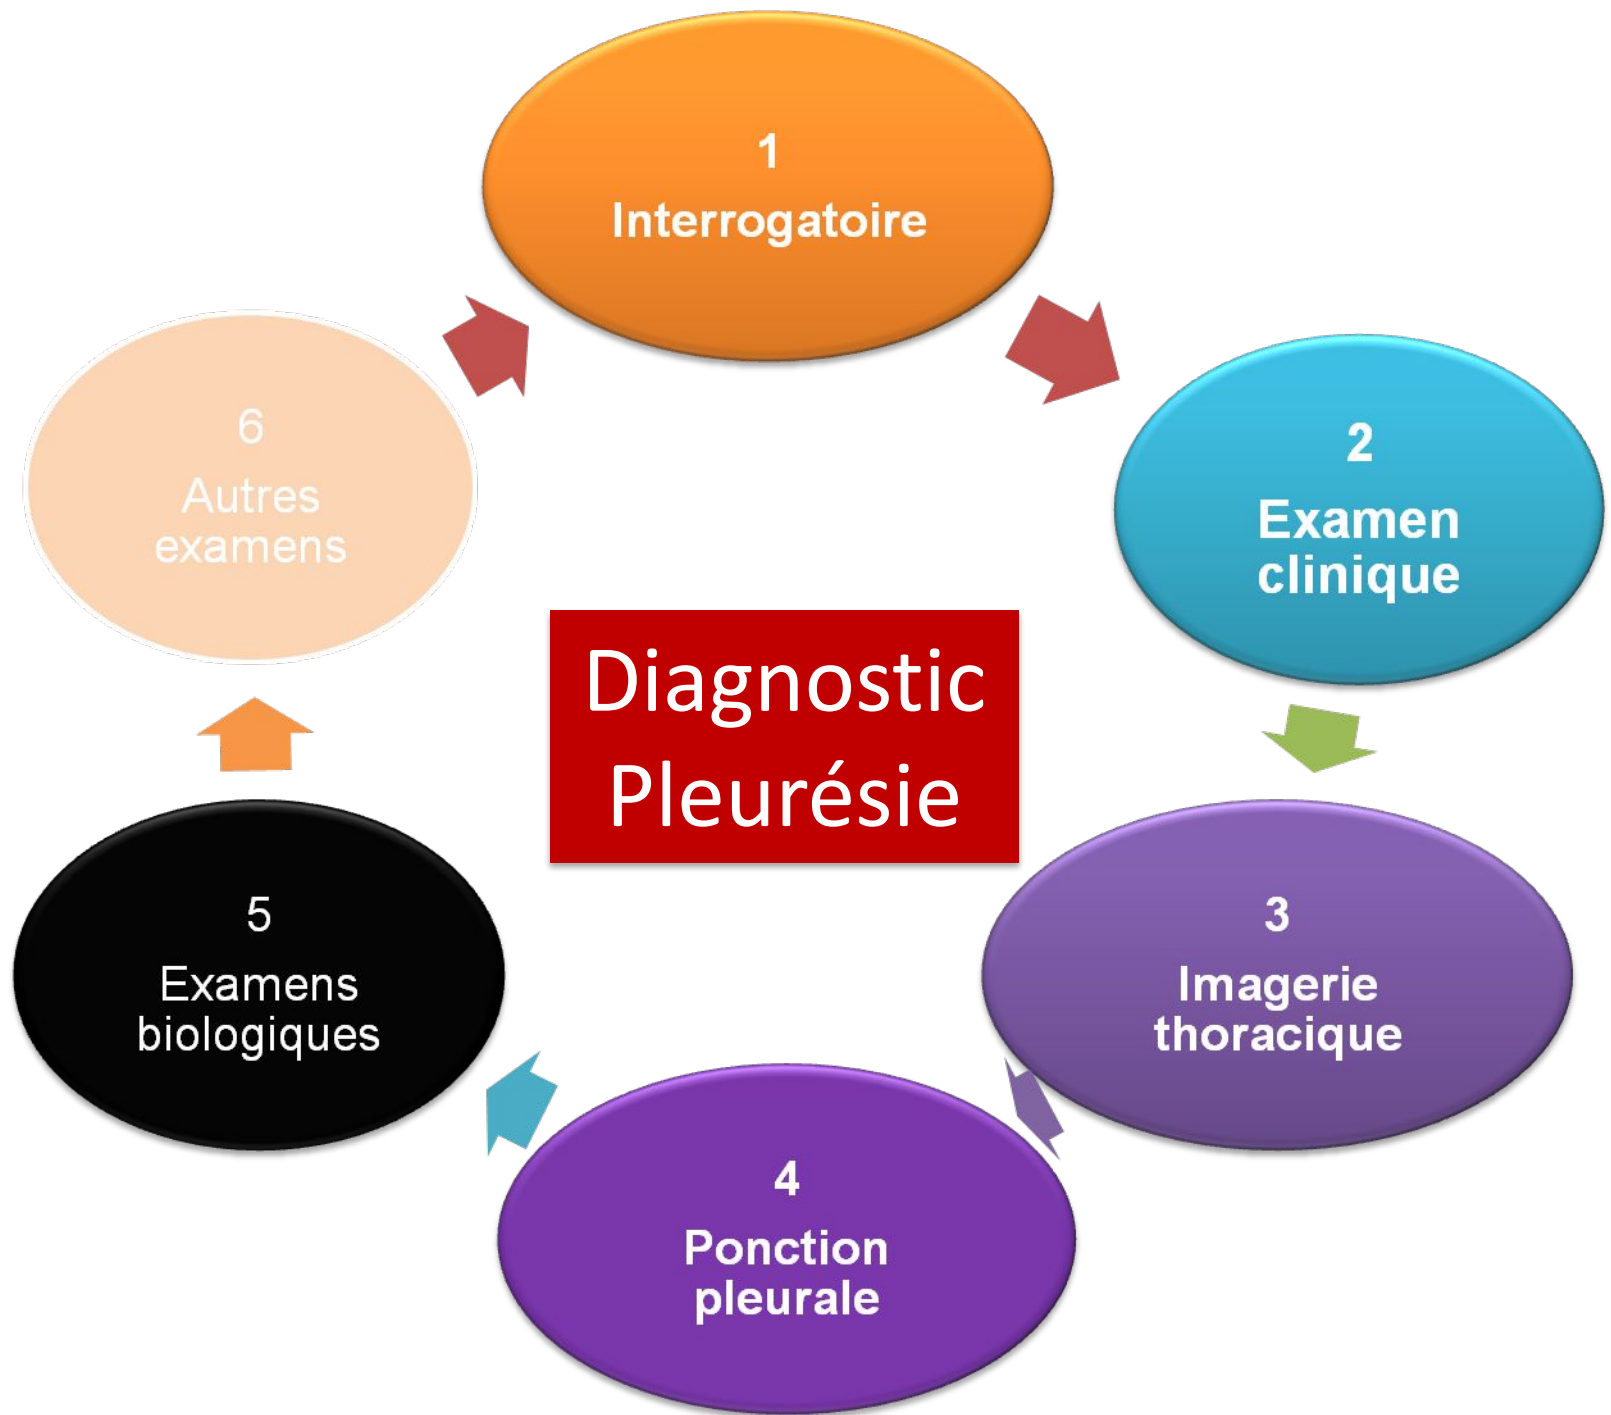 1
Interrogatoire
2
Examen
clinique
3
Imagerie
thoracique
4
Ponction
pleurale
5
Examens
biologiques
6
Autres
examens
Diagnostic
Pleurésie